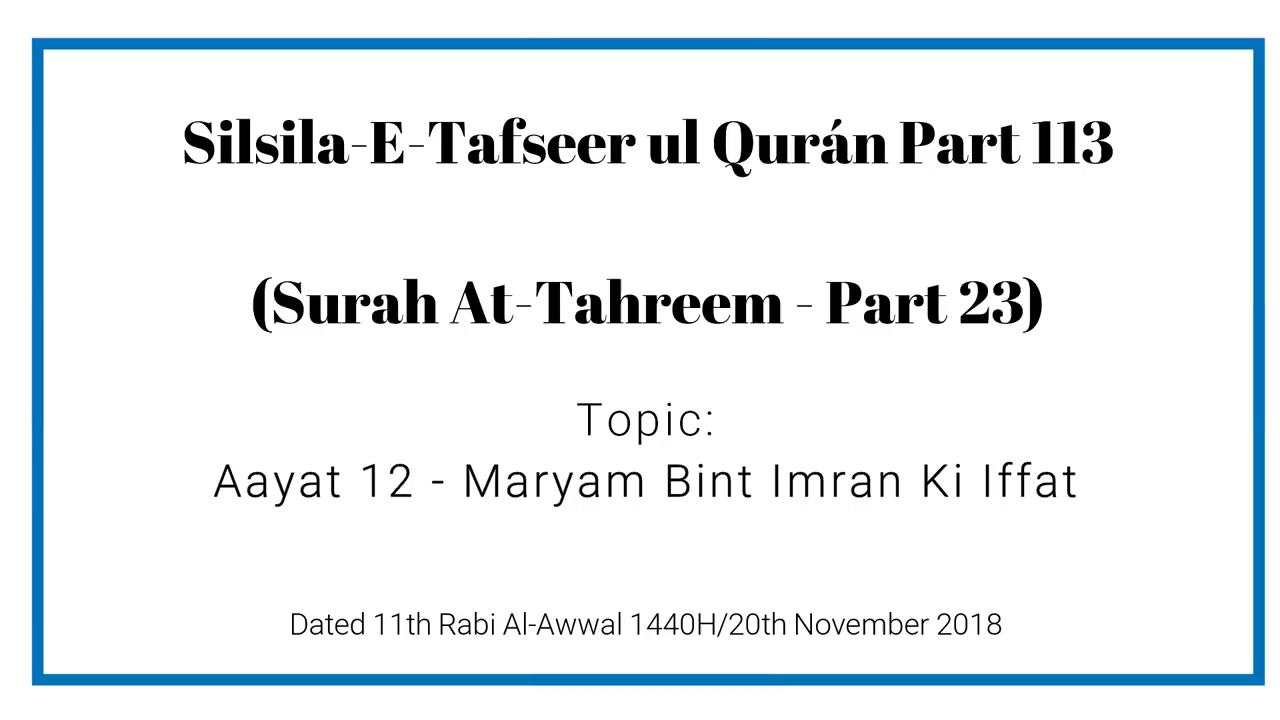 Silsila-E-Tafseer ul Qurán Part 113
(Surah At-Tahreem - Part 23)
Topic:
Aayat 12 - Maryam Bint Imran Ki Iffat
Dated 11th Rabi Al-Awwal 1440H/20th November 2018